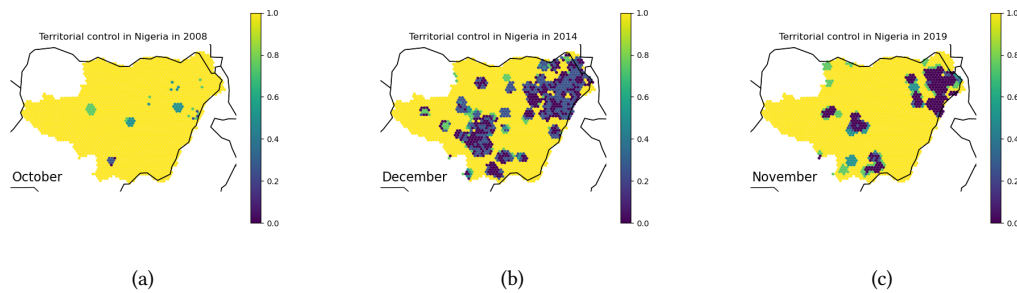 Territorial control in Nigeria in 2008
1.0
0.8
0.6
0.4
0.2
0.0
October
(a)
Territorial control in Nigeria in 2014
1.0
0.8
0.6
0.4
0.2
0.0
December
(b)
Territorial control in Nigeria in 2019
1.0
0.8
0.6
0.4
0.2
0.0
November
(c)